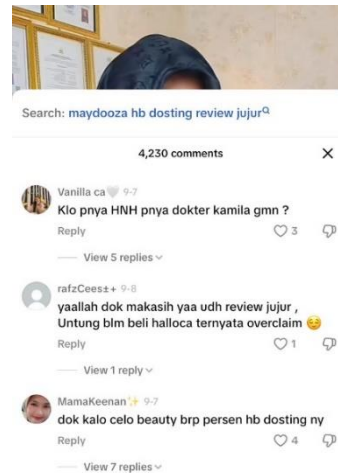 Search: maydooza hb dosting review jujur
4,230 comments
Vanilla ca🤍 9-7
Klo pnya HNH pnya dokter kamila gmn ?
Reply
3
View 5 replies
rafzCees±+ 9-8
yaallah dok makasih yaa udh review jujur ,
Untung blm beli halloca ternyata overclaim 😌
Reply
1
View 1 reply
MamaKeenan✨ 9-7
dok kalo celo beauty brp persen hb dosting ny
Reply
4
View 7 replies